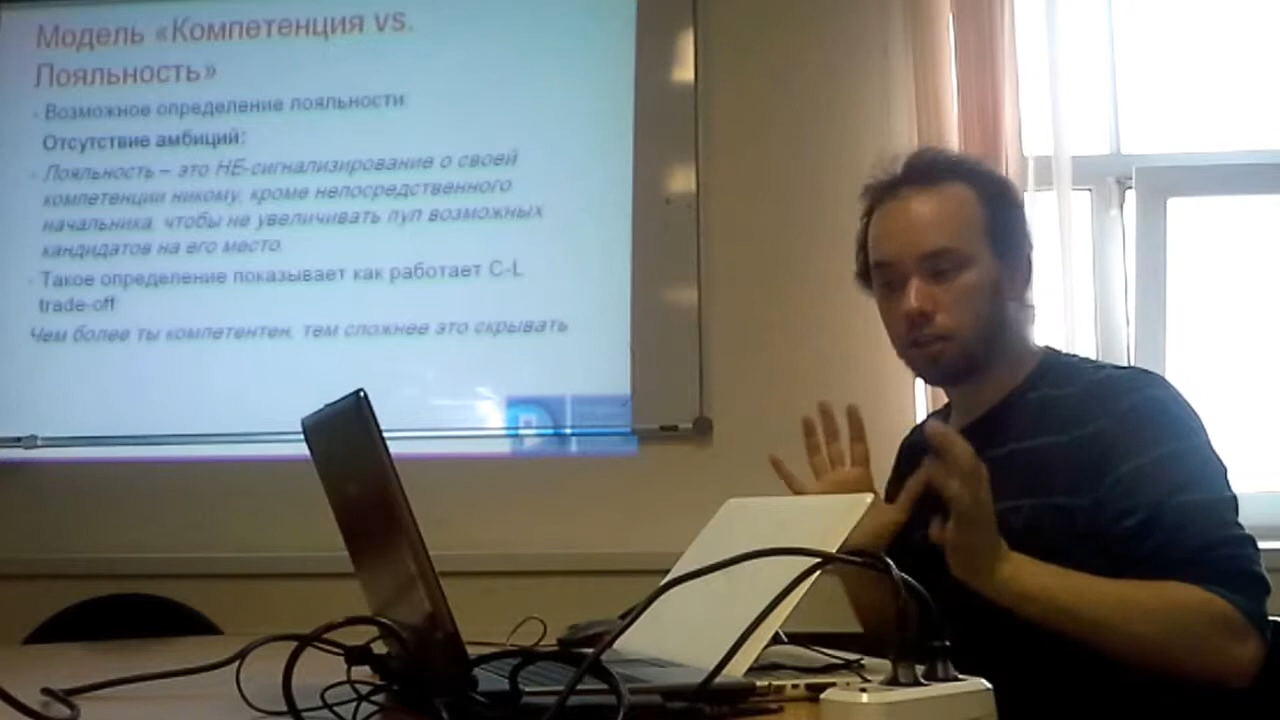 Модель «Компетенция vs.
Лояльность»
Возможное определение лояльности
Отсутствие амбиций:
Лояльность – это НЕ-сигнализирование о своей
компетенции никому, кроме непосредственного
начальника, чтобы не увеличивать пул возможных
кандидатов на его место.
Такое определение показывает как работает C-L
trade-off
Чем более ты компетентен, тем сложнее это скрывать